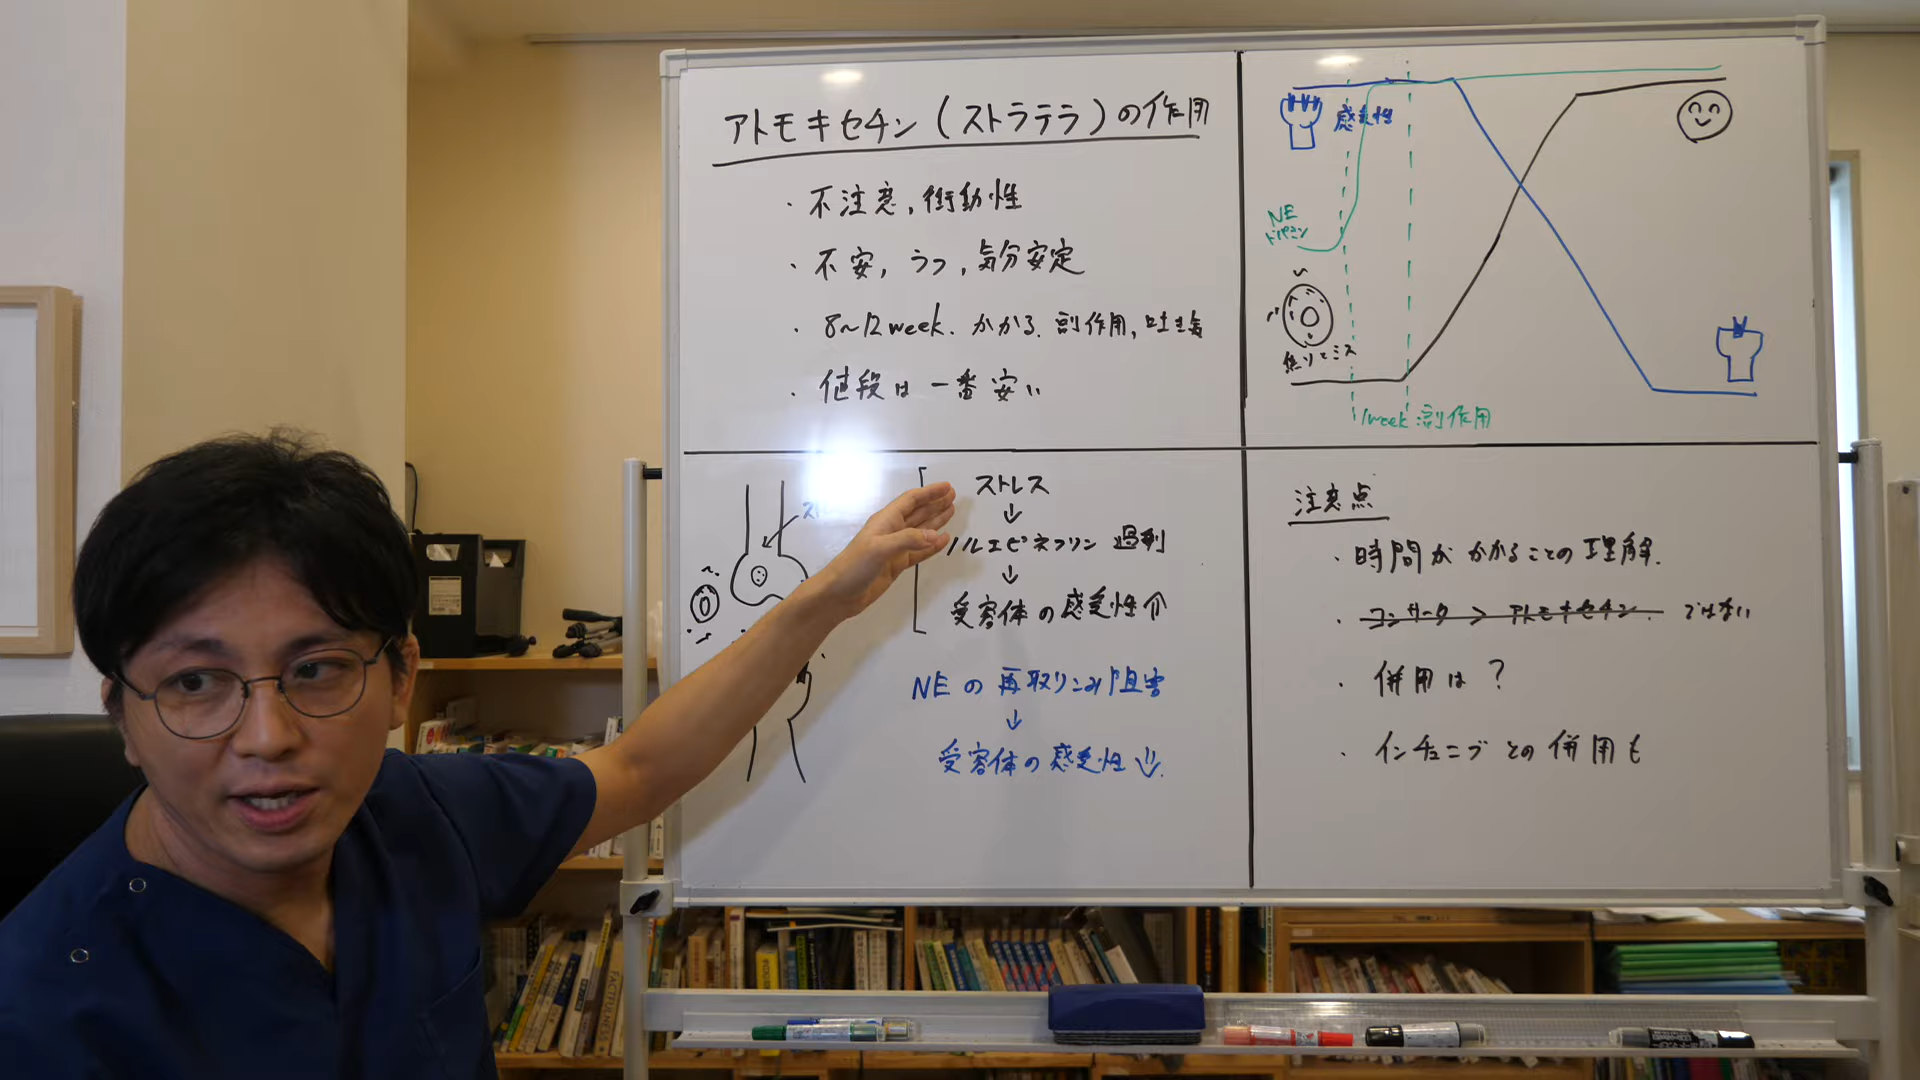 アトモキセチン(ストラテラ)の作用
・不注意, 衝動性
・不安, うつ, 気分安定
・8〜12week. かかる. 副作用, 吐き気
・値段は一番安い
感受性
NE
ドパミン
焦りとミス
1week:副作用
ストレス
↓
ノルエピネフリン 過剰
↓
受容体の感受性↑
NEの再取りこみ阻害
↓
受容体の感受性↓.
注意点
・時間がかかることの理解.
・コンサータ > アトモキセチン. ではない
・併用は?
・インチュニブとの併用も